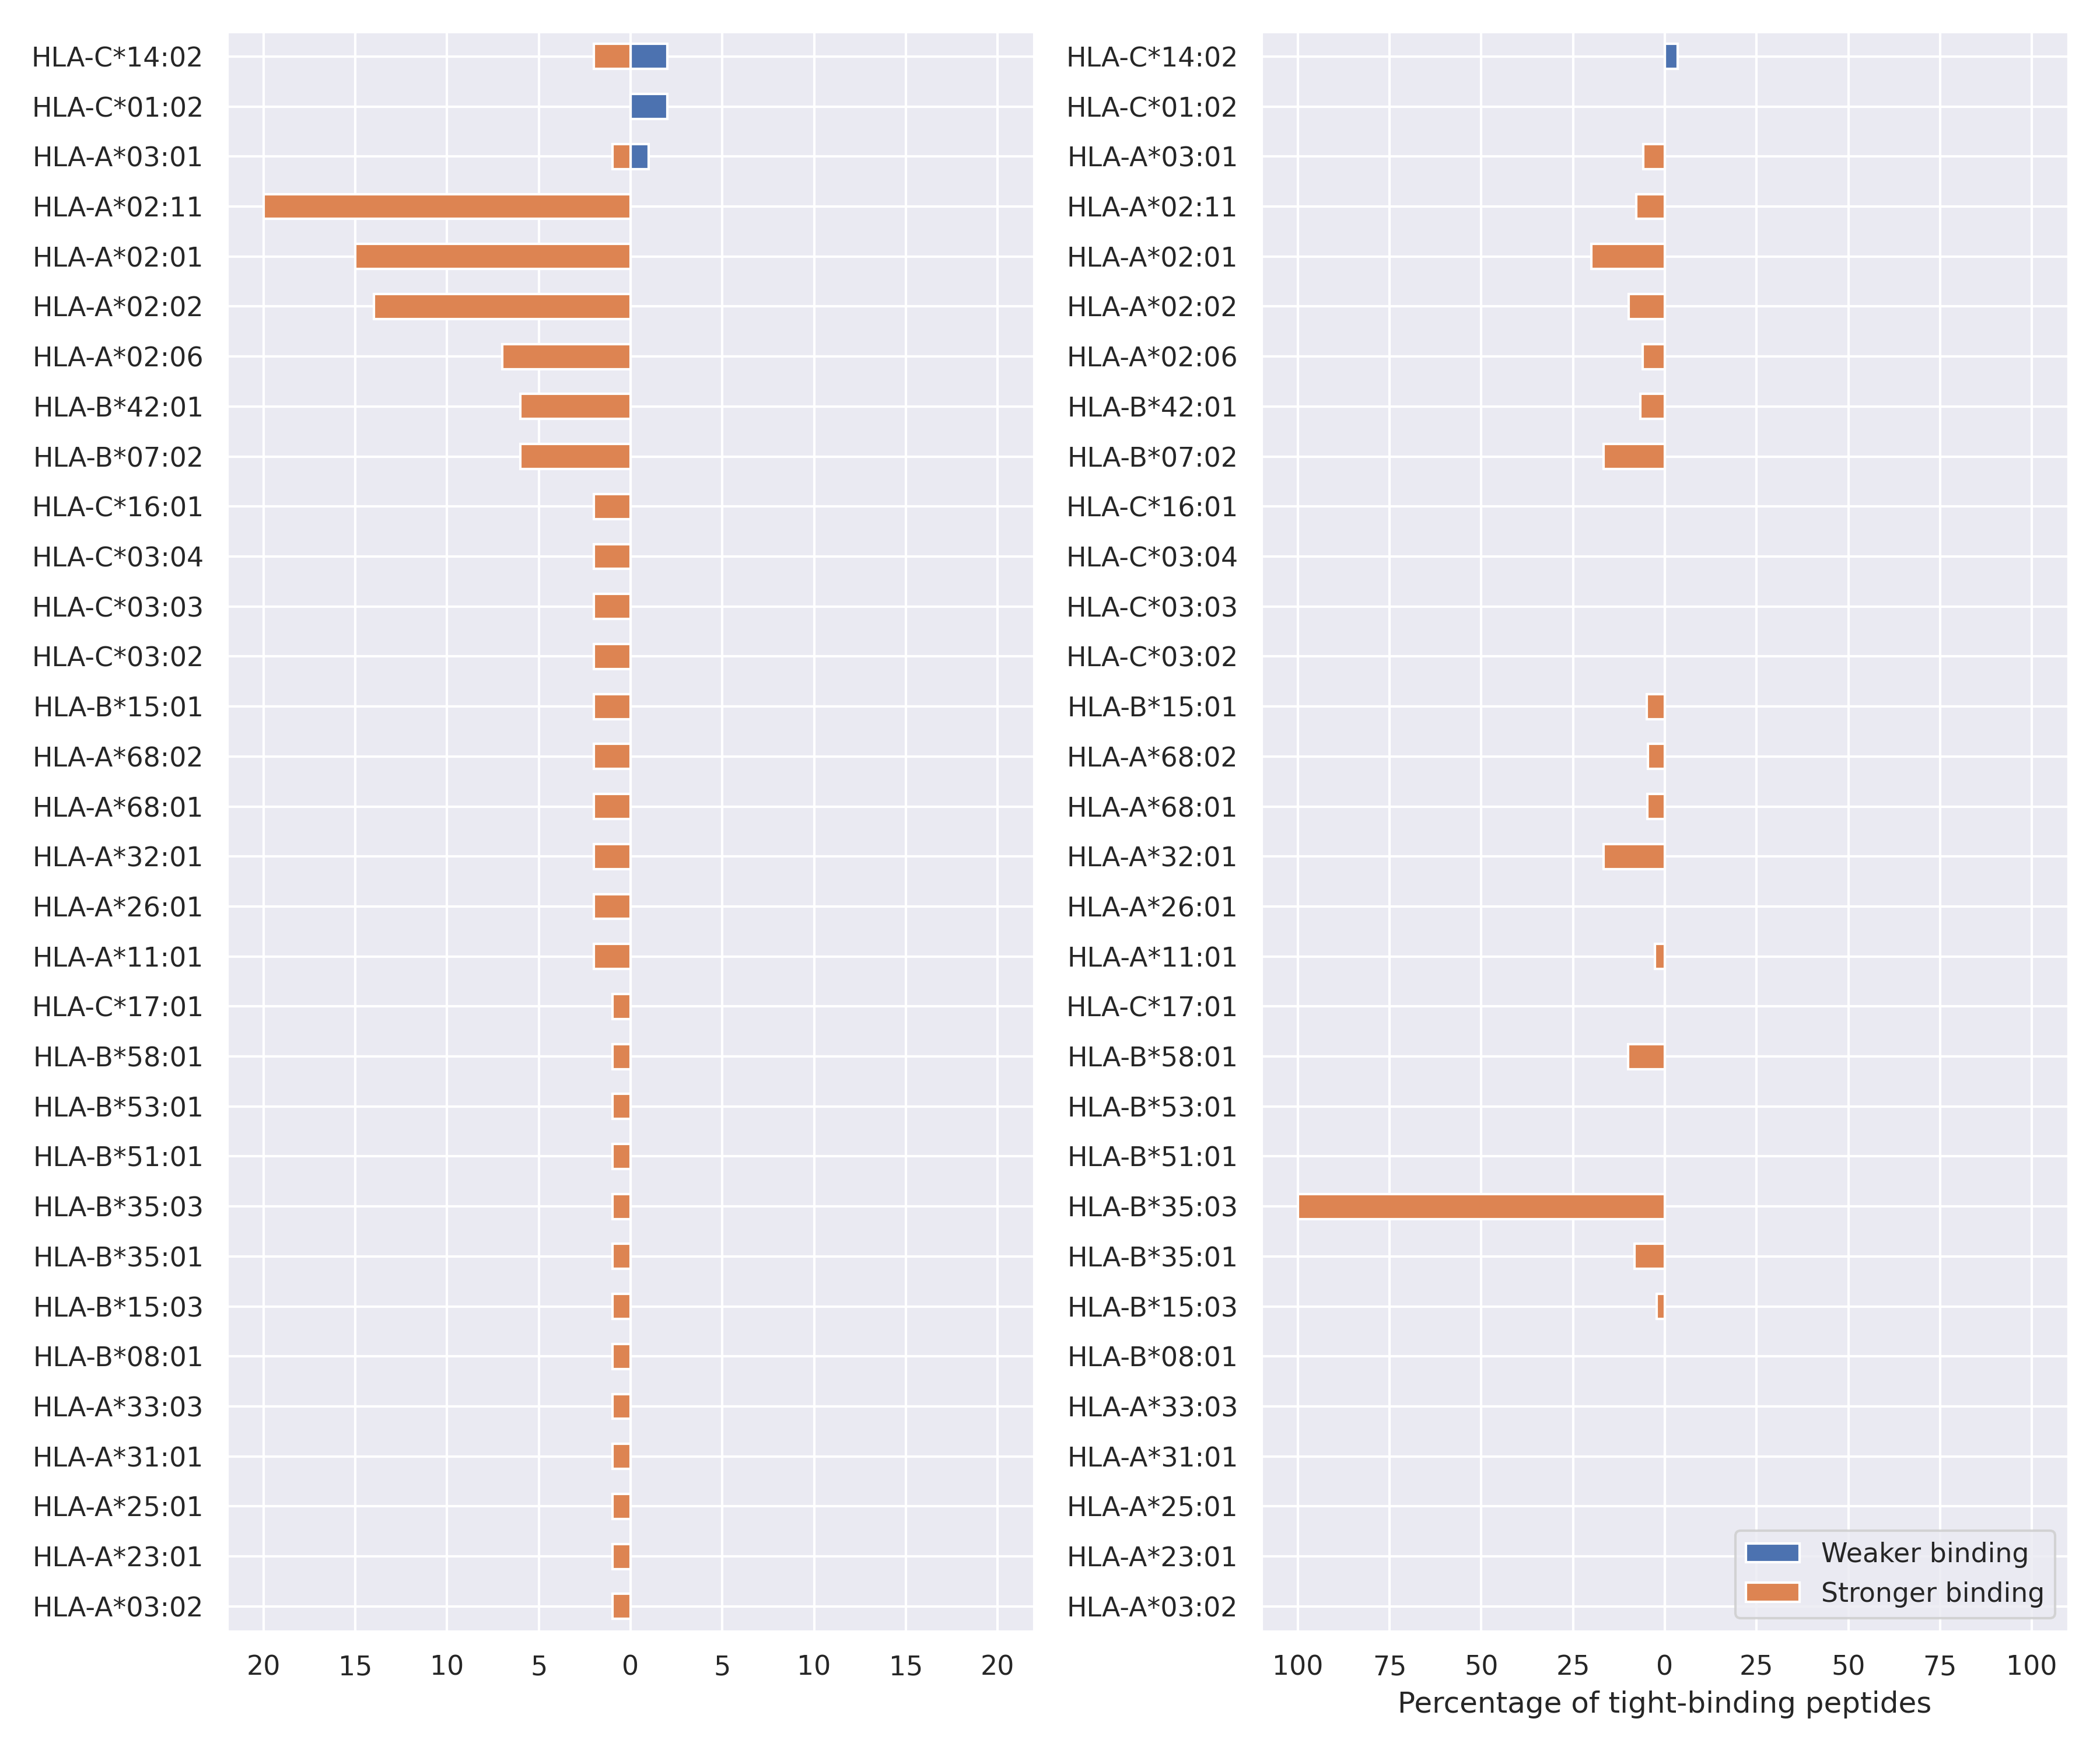 HLA-C*14:02
HLA-C*01:02
HLA-A*03:01
HLA-A*02:11
HLA-A*02:01
HLA-A*02:02
HLA-A*02:06
HLA-B*42:01
HLA-B*07:02
HLA-C*16:01
HLA-C*03:04
HLA-C*03:03
HLA-C*03:02
HLA-B*15:01
HLA-A*68:02
HLA-A*68:01
HLA-A*32:01
HLA-A*26:01
HLA-A*11:01
HLA-C*17:01
HLA-B*58:01
HLA-B*53:01
HLA-B*51:01
HLA-B*35:03
HLA-B*35:01
HLA-B*15:03
HLA-B*08:01
HLA-A*33:03
HLA-A*31:01
HLA-A*25:01
HLA-A*23:01
HLA-A*03:02
20 15 10 5 0 5 10 15 20
HLA-C*14:02
HLA-C*01:02
HLA-A*03:01
HLA-A*02:11
HLA-A*02:01
HLA-A*02:02
HLA-A*02:06
HLA-B*42:01
HLA-B*07:02
HLA-C*16:01
HLA-C*03:04
HLA-C*03:03
HLA-C*03:02
HLA-B*15:01
HLA-A*68:02
HLA-A*68:01
HLA-A*32:01
HLA-A*26:01
HLA-A*11:01
HLA-C*17:01
HLA-B*58:01
HLA-B*53:01
HLA-B*51:01
HLA-B*35:03
HLA-B*35:01
HLA-B*15:03
HLA-B*08:01
HLA-A*33:03
HLA-A*31:01
HLA-A*25:01
HLA-A*23:01
HLA-A*03:02
Weaker binding
Stronger binding
100 75 50 25 0 25 50 75 100
Percentage of tight-binding peptides